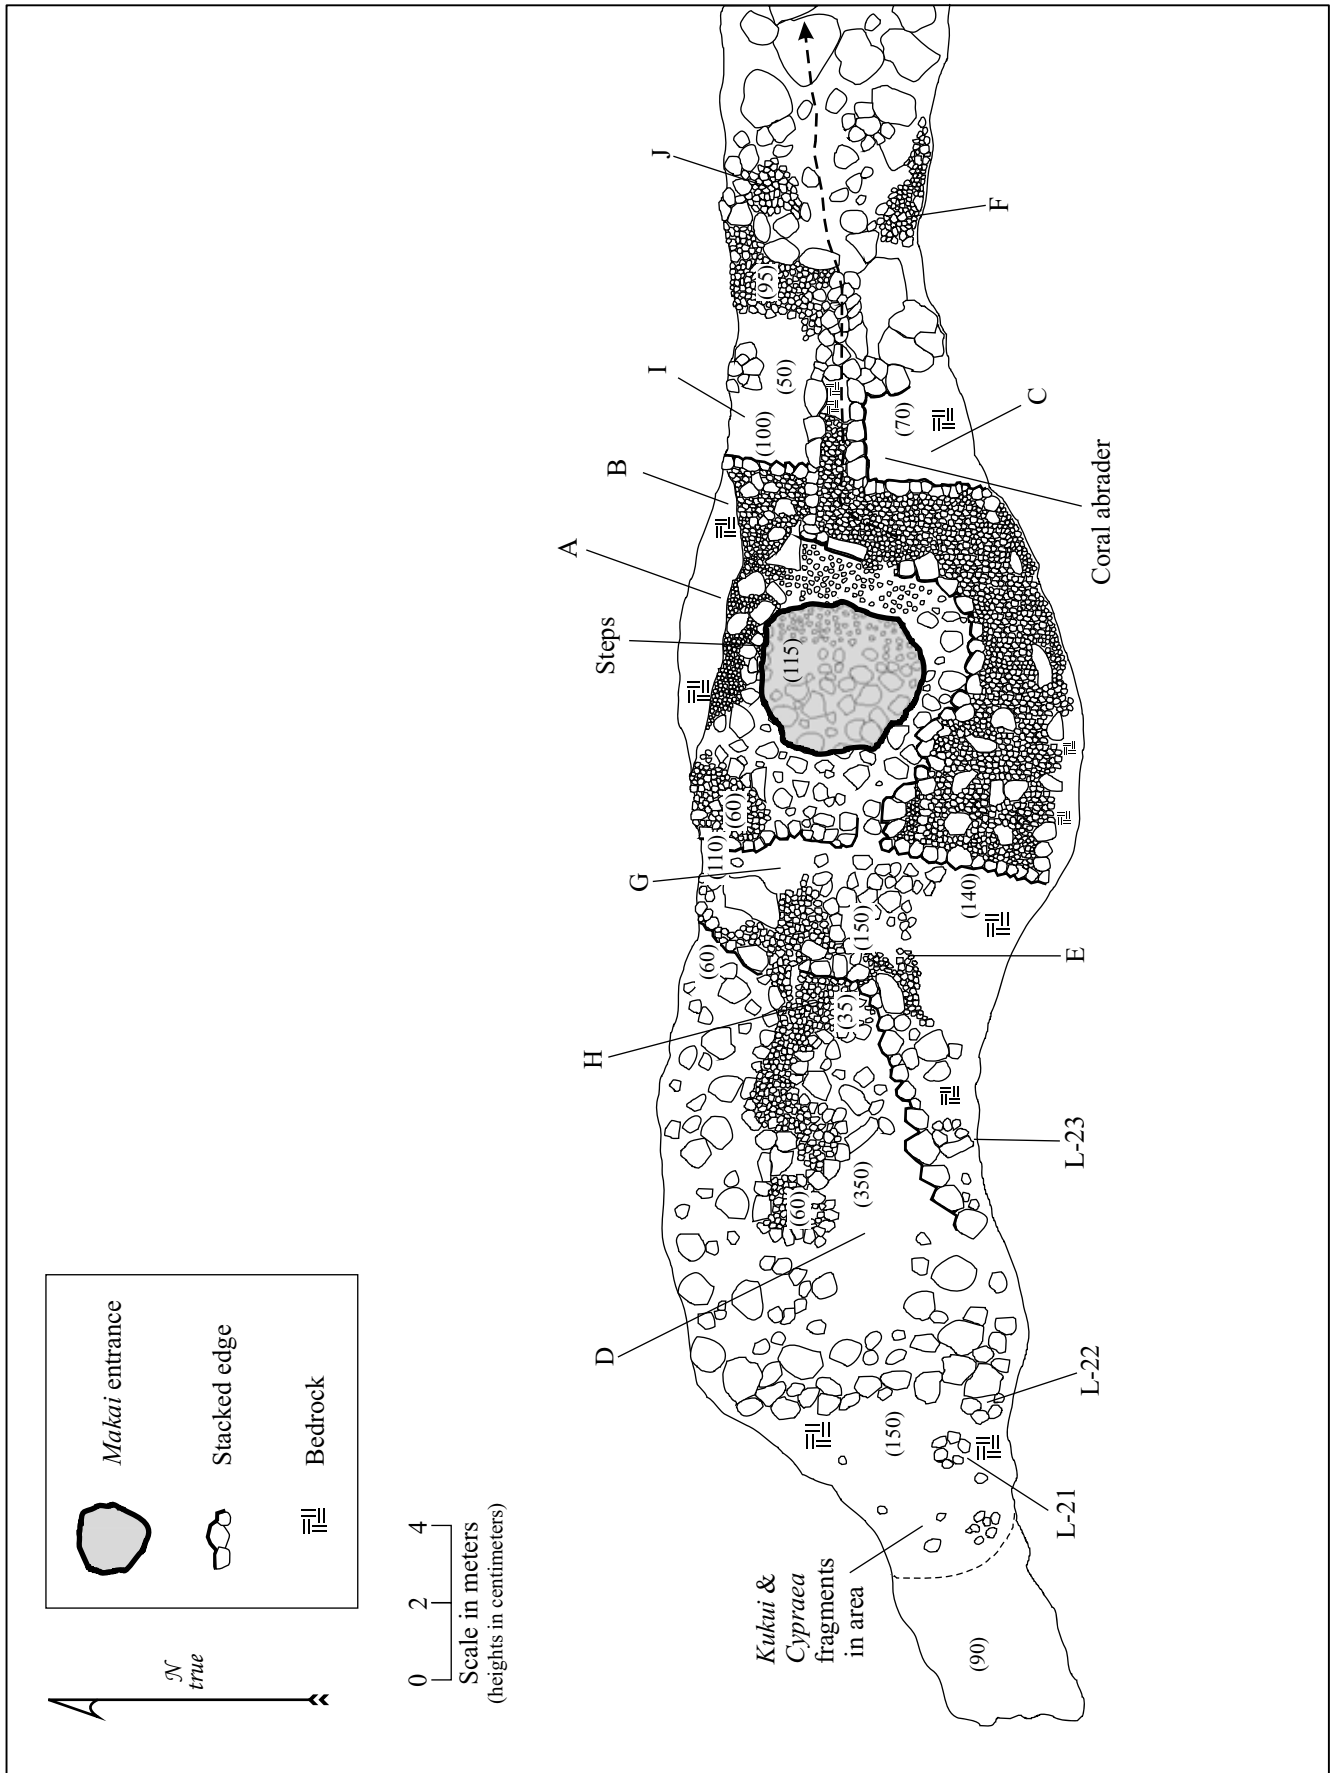 Makai entrance
Stacked edge
Bedrock
N
true
0 2 4
Scale in meters
(heights in centimeters)
Kukui &
Cypraea
fragments
in area
D
H
G
Steps
A
B
I
J
(90)
(150)
(60)
(350)
(60)
(35)
(150)
(110)
(60)
(140)
(115)
(100)
(50)
(95)
(70)
L-21
L-22
L-23
E
Coral abrader
C
F